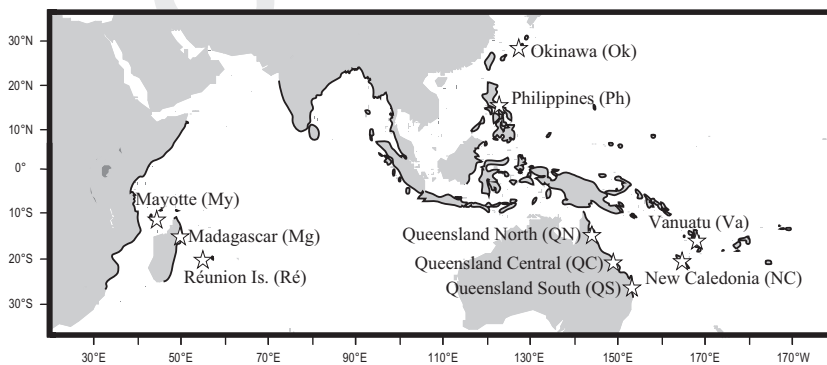 30°N
Okinawa (Ok)
20°N
Philippines (Ph)
10°N
0°
Mayotte (My)
10°S
Vanuatu (Va)
Madagascar (Mg)
Queensland North (QN)
20°S
Queensland Central (QC)
Réunion Is. (Ré)
New Caledonia (NC)
Queensland South (QS)
30°S
30°E 50°E 70°E 90°E 110°E 130°E 150°E 170°E 170°W